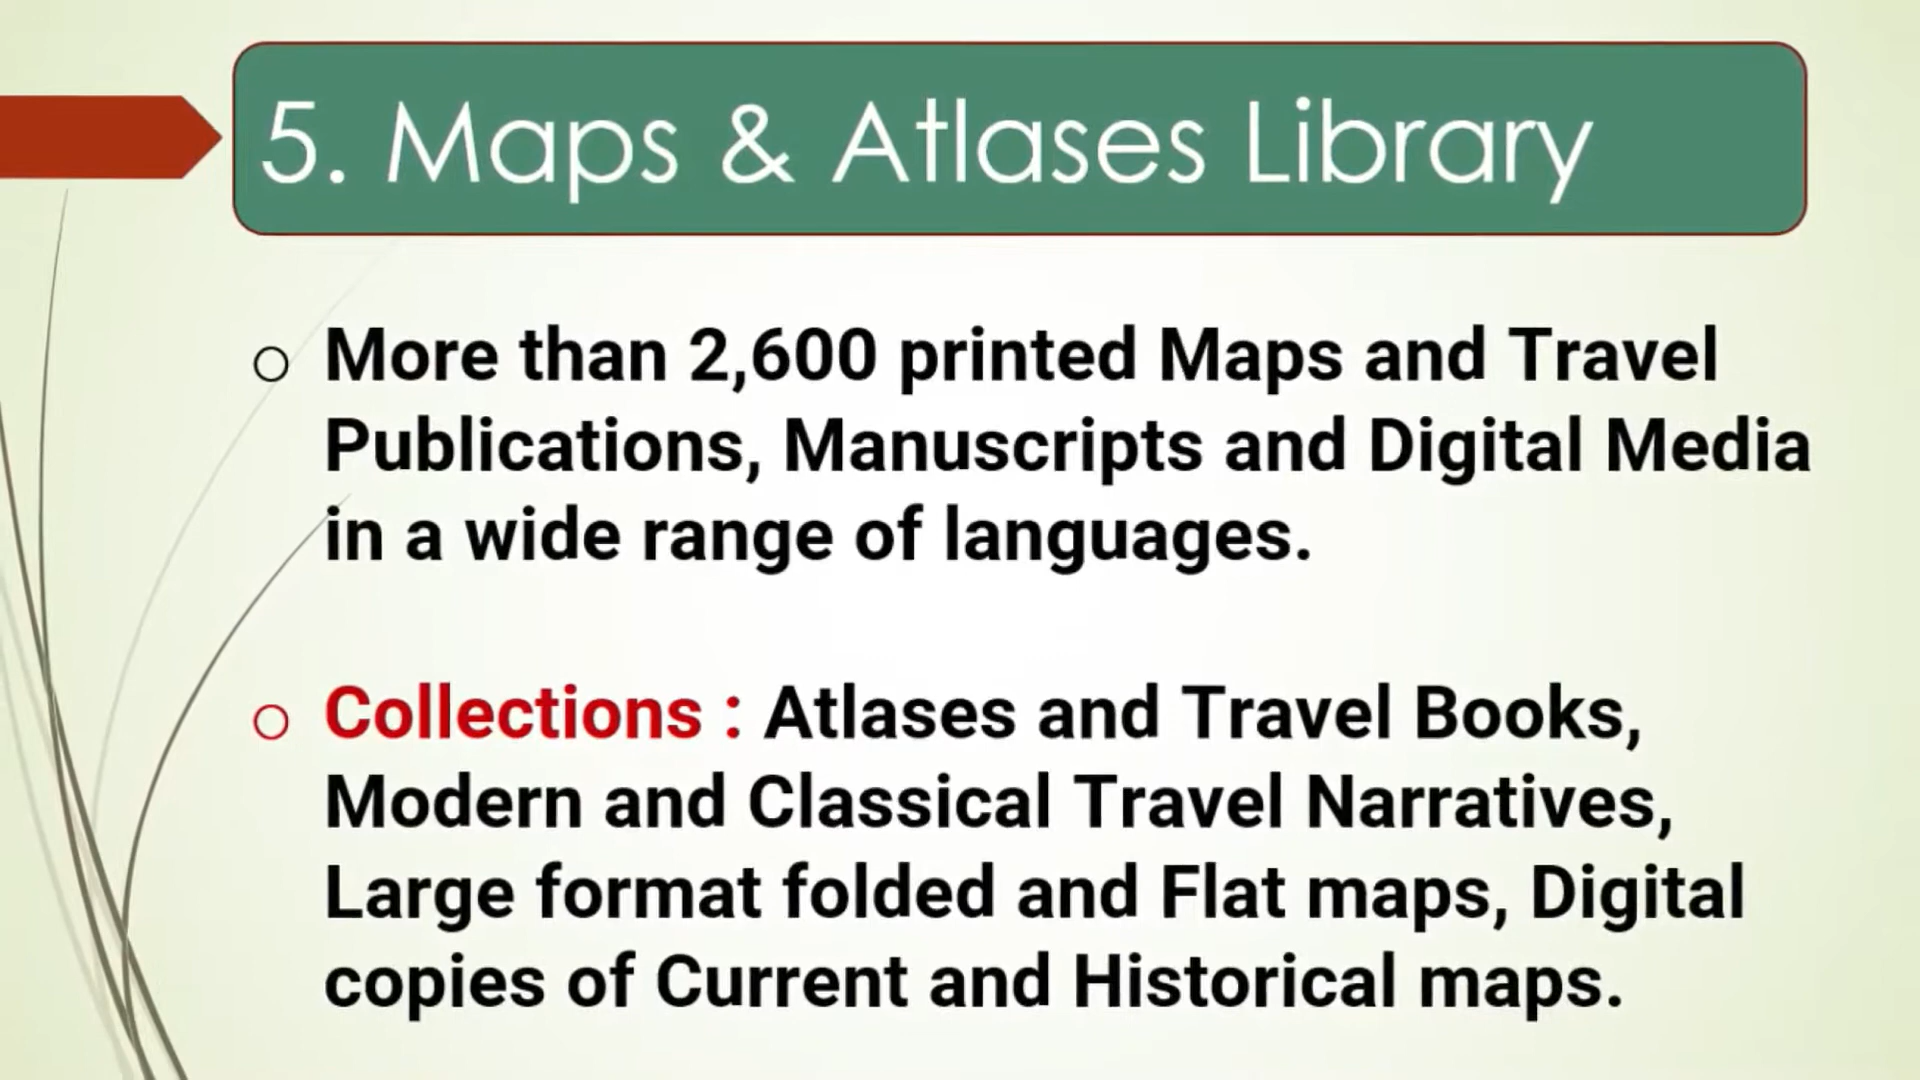 5. Maps & Atlases Library
o More than 2,600 printed Maps and Travel
Publications, Manuscripts and Digital Media
in a wide range of languages.
o Collections : Atlases and Travel Books,
Modern and Classical Travel Narratives,
Large format folded and Flat maps, Digital
copies of Current and Historical maps.